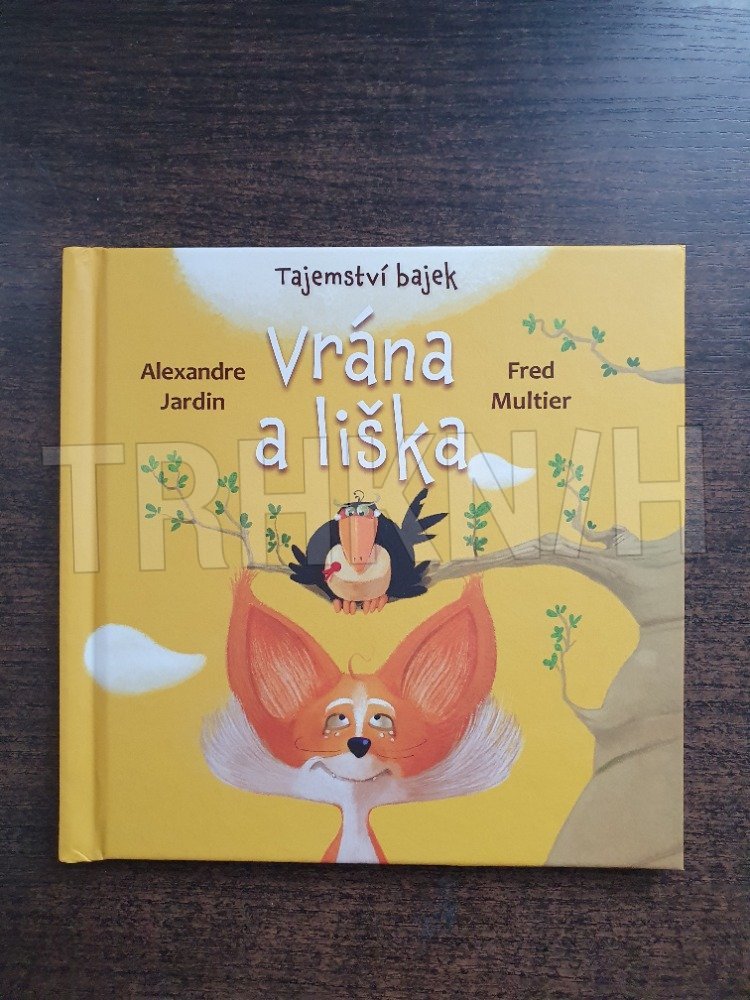 Tajemství bajek
Vrána
a liška
Alexandre
Jardin
Fred
Multier
TRHKNIH